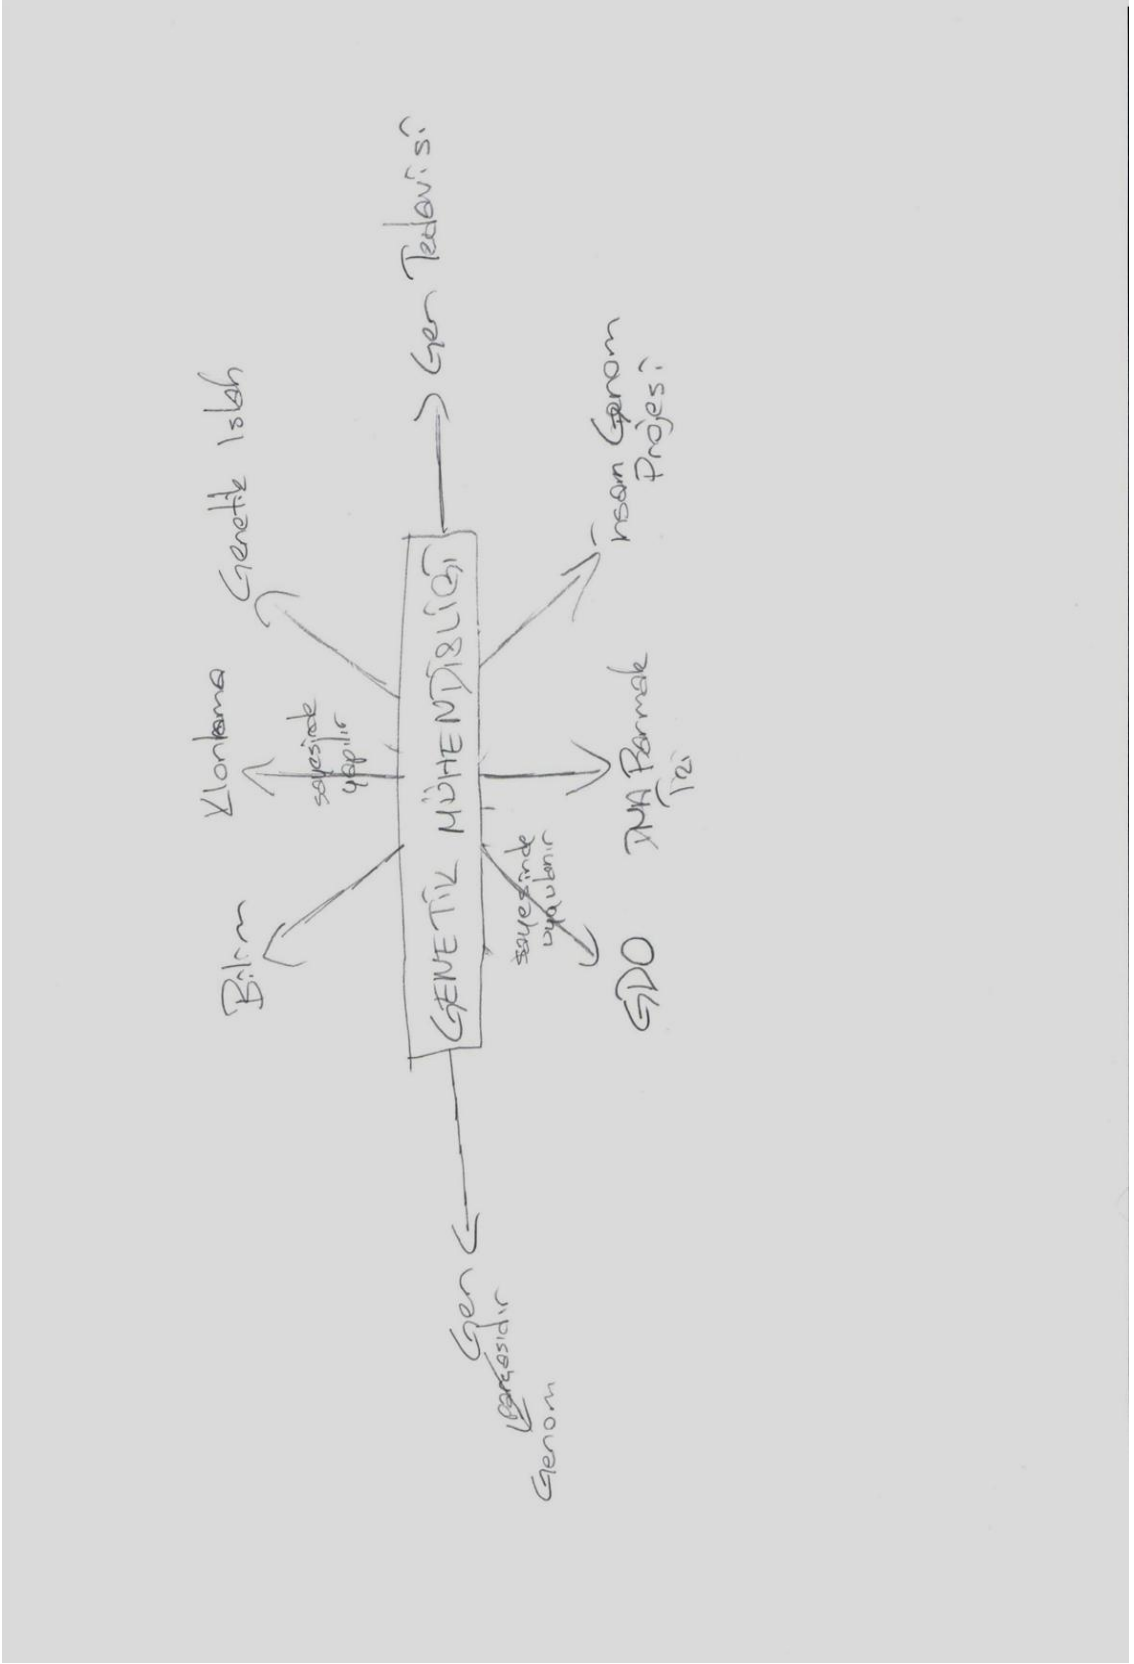 Bilim
Klonlama
Genetik Islah
sayesinde
yapılır
GENETİK MÜHENDİSLİĞİ
Gen Tedavisi
Gen
parçasıdır
Genom
sayesinde
uygulanır
GDO
DNA Parmak
İzi
İnsan Genom
Projesi